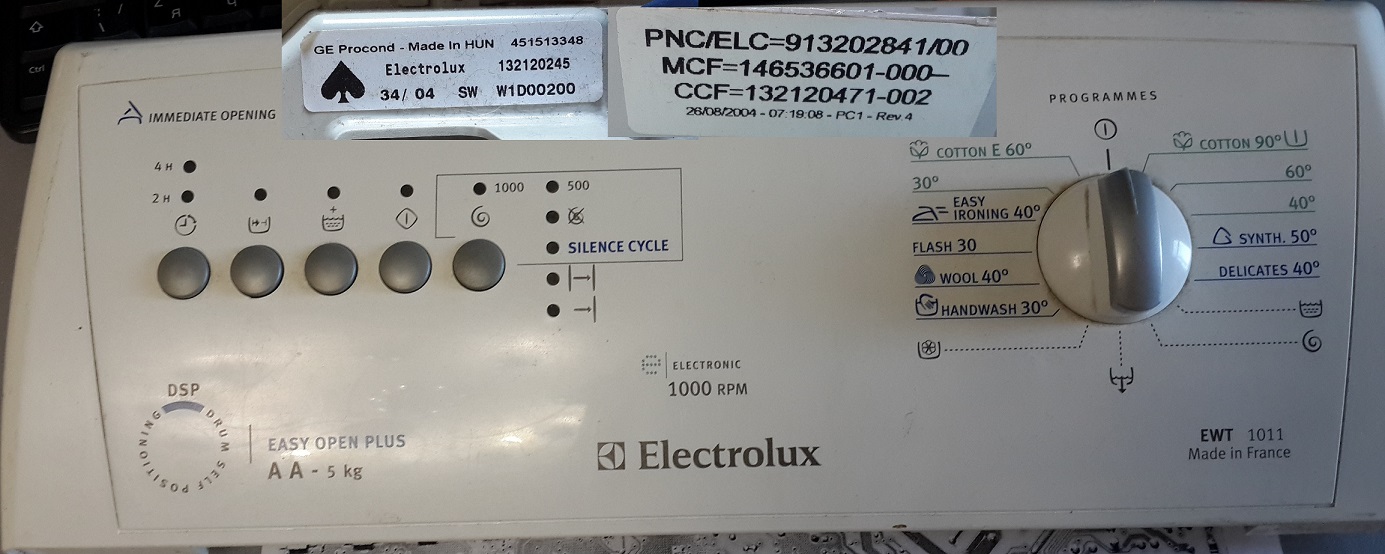 Ctrl
Я
GE Procond - Made In HUN 451513348
Electrolux 132120245
34/ 04 SW W1D00200
PNC/ELC=913202841/00
MCF=146536601-000
CCF=132120471-002
26/08/2004 - 07:19:08 - PC1 - Rev.4
IMMEDIATE OPENING
4 H
2 H
1000
500
SILENCE CYCLE
PROGRAMMES
COTTON E 60°
30°
EASY
IRONING 40°
FLASH 30
WOOL 40°
HANDWASH 30°
COTTON 90°
60°
40°
SYNTH. 50°
DELICATES 40°
ELECTRONIC
1000 RPM
DSP
DRUM SELF POSITIONING
EASY OPEN PLUS
A A - 5 kg
Electrolux
EWT 1011
Made in France